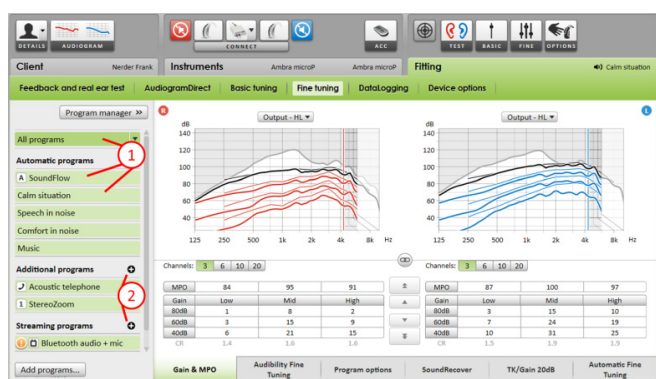 DETAILS AUDIOGRAM CONNECT ACC TEST BASIC FINE OPTIONS
Client Nerder Frank Instruments Ambra microP Ambra microP Fitting Calm situation
Feedback and real ear test AudiogramDirect Basic tuning Fine tuning DataLogging Device options
Program manager »
R Output - HL Output - HL L
All programs
1
Automatic programs
A SoundFlow
Calm situation
Speech in noise
Comfort in noise
Music
Additional programs
Acoustic telephone
2
1 StereoZoom
Streaming programs
! Bluetooth audio + mic
Add programs...
dB
140
120
100
80
60
40
125 250 500 1k 2k 4k 8k Hz
dB
140
120
100
80
60
40
125 250 500 1k 2k 4k 8k Hz
Channels: 3 6 10 20 Channels: 3 6 10 20
MPO 84 95 91 MPO 87 100 97
Gain Low Mid High Gain Low Mid High
80dB 1 8 2 80dB 3 15 10
60dB 3 15 9 60dB 7 24 19
40dB 6 21 15 40dB 10 31 25
CR 1.4 1.6 1.6 CR 1.5 1.9 1.9
Gain & MPO Audibility Fine Tuning Program options SoundRecover TK/Gain 20dB Automatic Fine Tuning